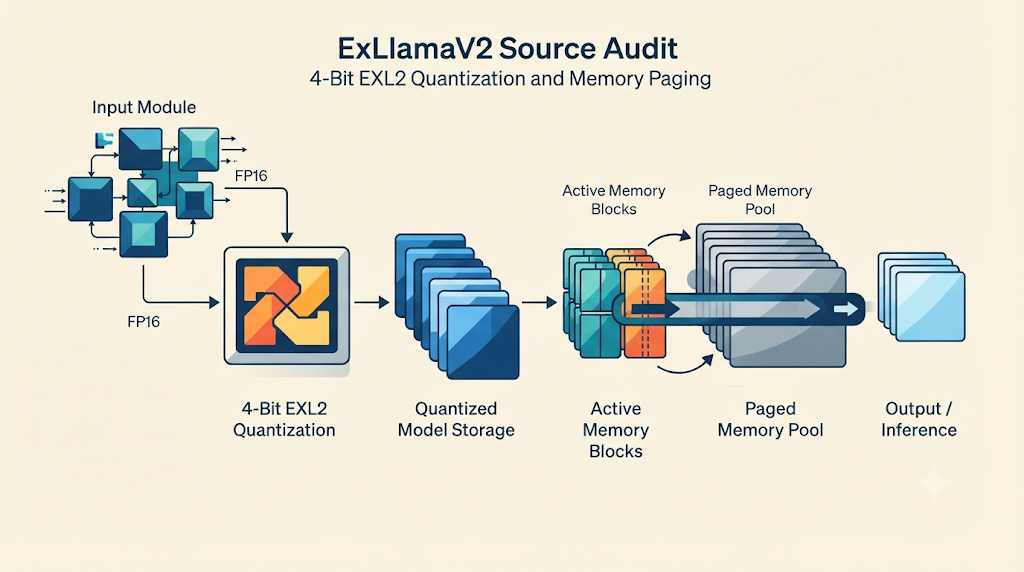 ExLlamaV2 Source Audit
4-Bit EXL2 Quantization and Memory Paging
Input Module
FP16
FP16
Active Memory
Blocks
Paged Memory
Pool
4-Bit EXL2
Quantization
Quantized
Model Storage
Active
Memory
Blocks
Paged
Memory Pool
Output /
Inference